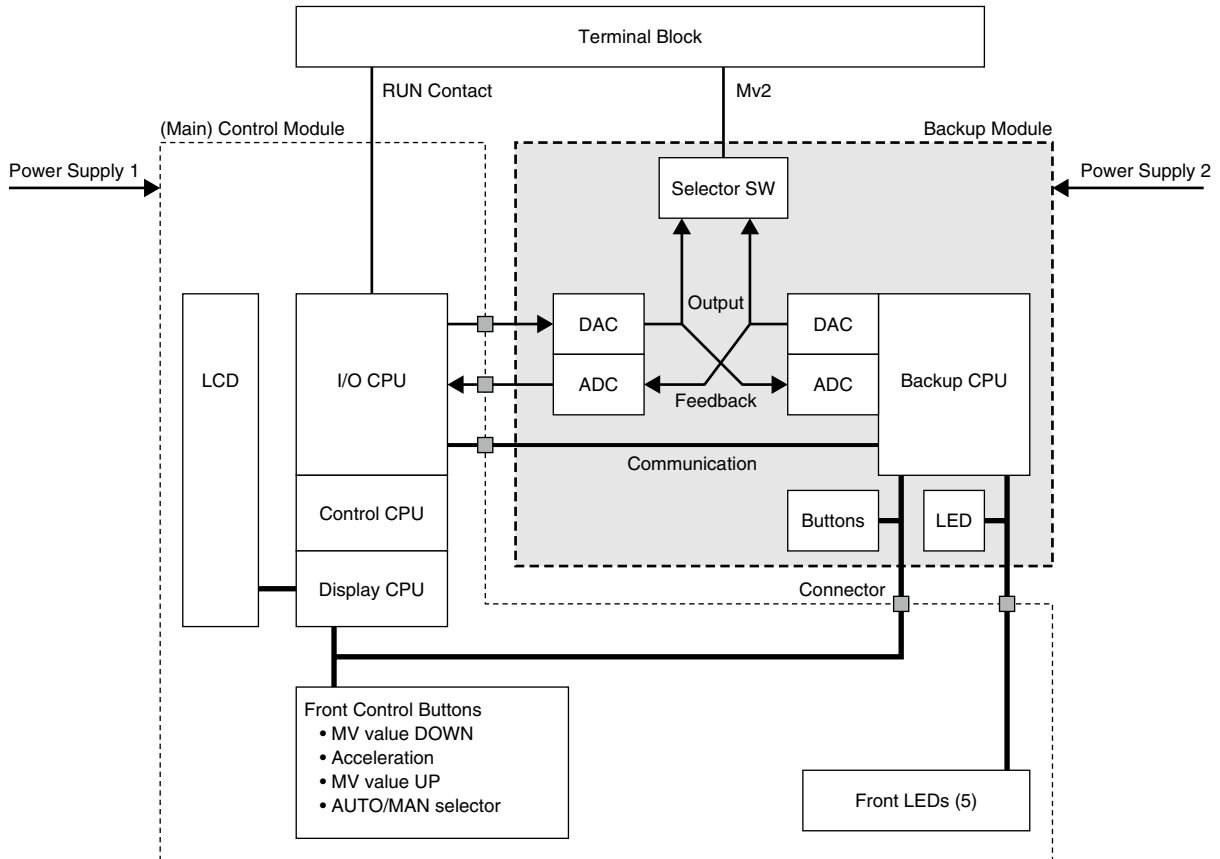 Terminal Block
RUN Contact
Mv2
(Main) Control Module
Backup Module
Power Supply 1
Power Supply 2
Selector SW
Output
DAC
DAC
LCD
I/O CPU
ADC
ADC
Backup CPU
Feedback
Communication
Control CPU
Buttons
LED
Display CPU
Connector
Front Control Buttons
• MV value DOWN
• Acceleration
• MV value UP
• AUTO/MAN selector
Front LEDs (5)